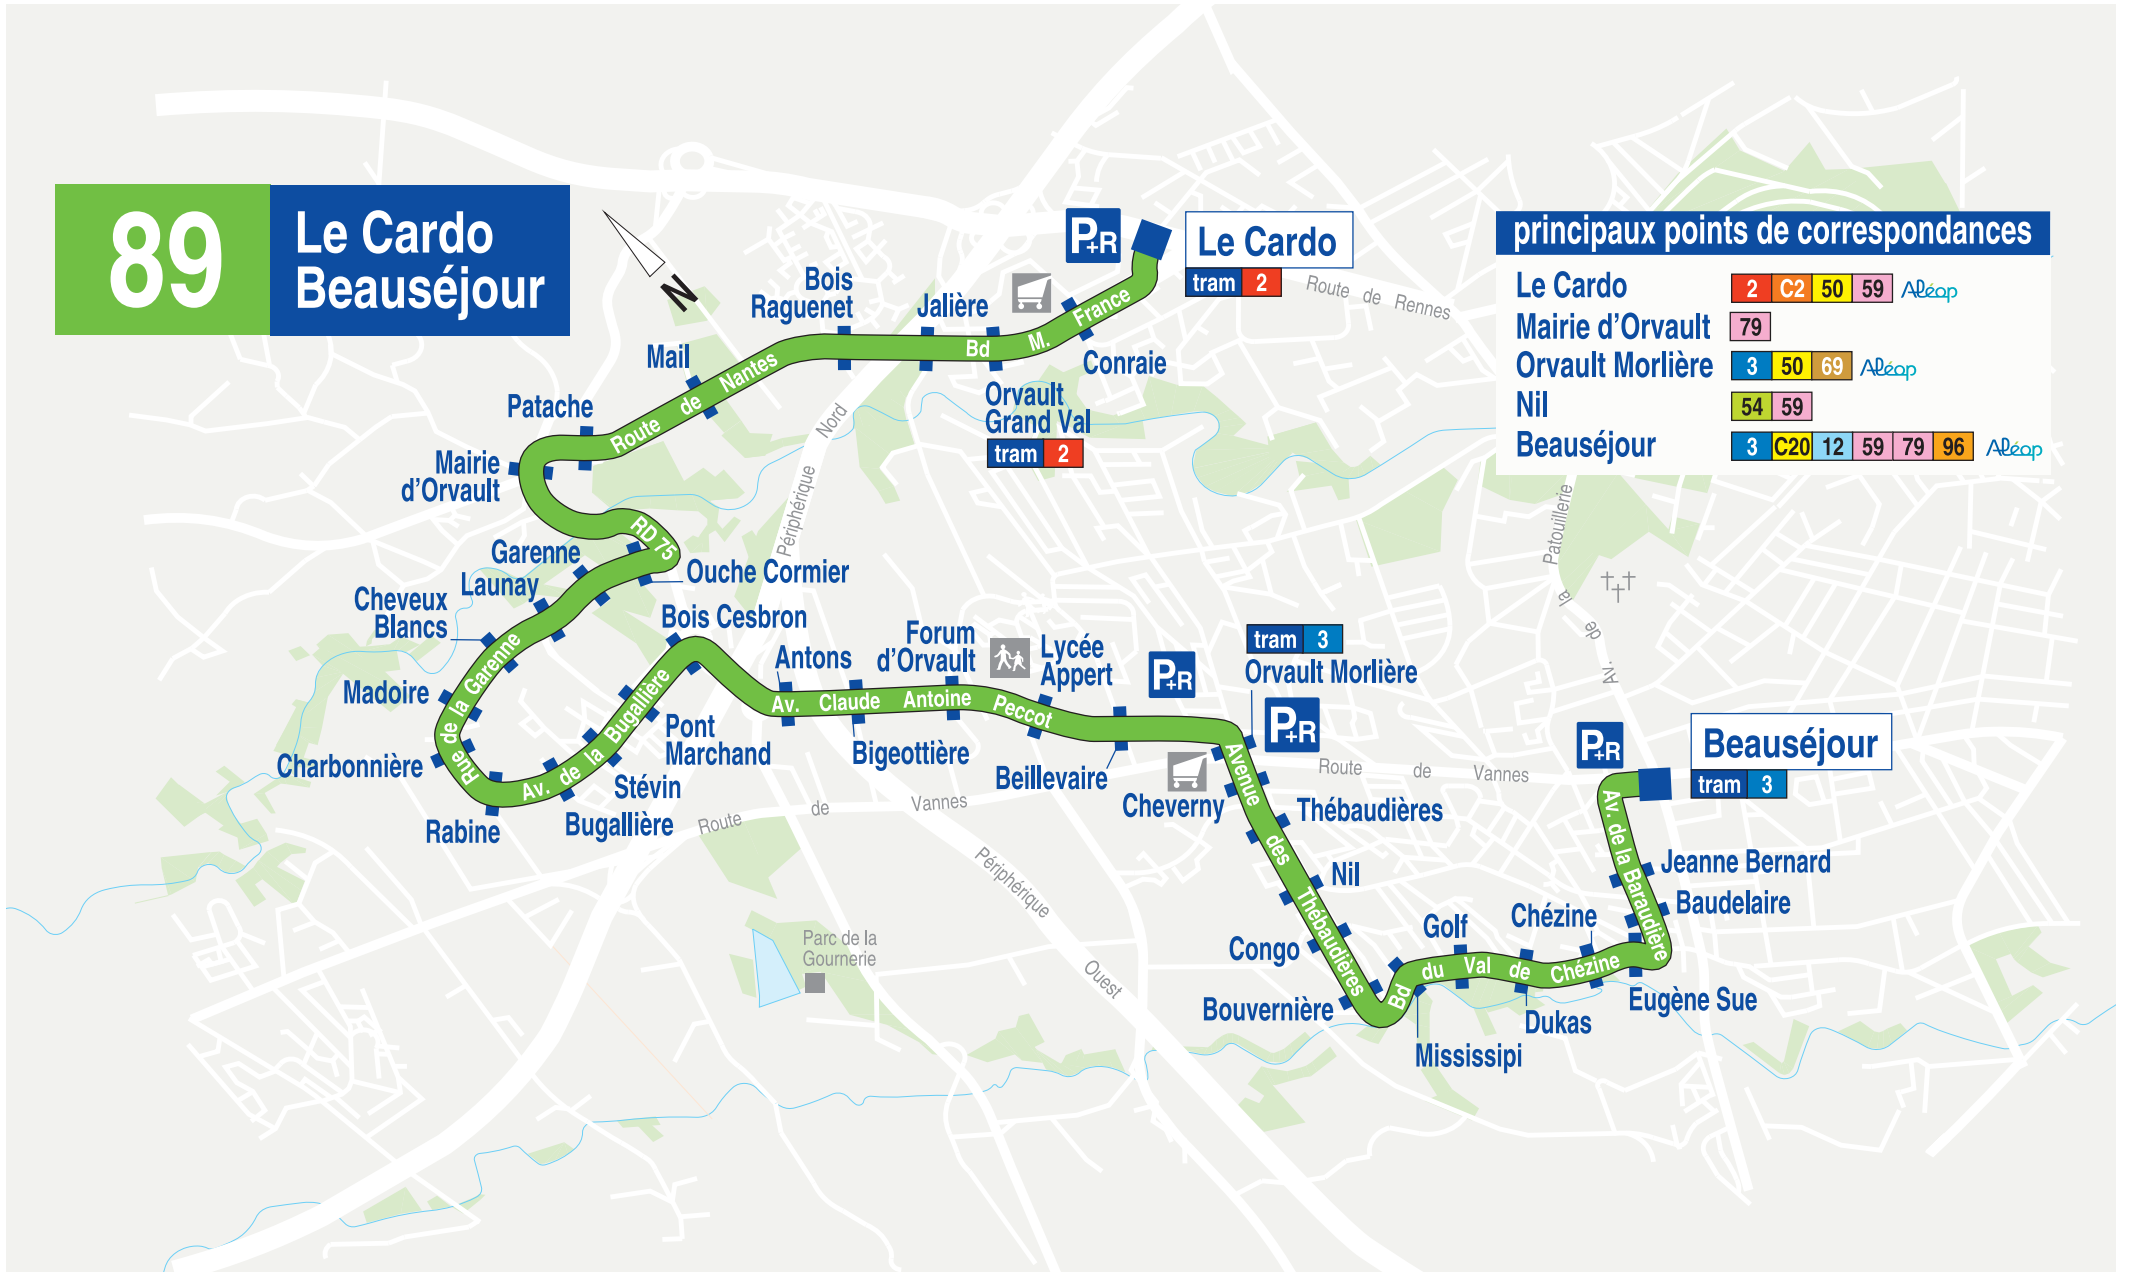 89
Le Cardo
Beauséjour
N
P+R
Le Cardo
tram 2
Route de Rennes
principaux points de correspondances
Le Cardo 2 C2 50 59 Aléop
Mairie d'Orvault 79
Orvault Morlière 3 50 69 Aléop
Nil 54 59
Beauséjour 3 C20 12 59 79 96 Aléop
Bois
Raguenet
Jalière
Bd M. France
Conraie
Orvault
Grand Val
tram 2
Mail
Route de Nantes
Patache
Mairie
d'Orvault
Périphérique Nord
RD 75
Garenne
Launay
Ouche Cormier
Cheveux
Blancs
Rue de la Garenne
Madoire
Charbonnière
Rabine
Av. de la Bugallière
Bugallière
Stévin
Pont
Marchand
Bois Cesbron
Antons
Av. Claude Antoine Peccot
Bigeottière
Forum
d'Orvault
Lycée
Appert
Beillevaire
P+R
tram 3
Orvault Morlière
P+R
Cheverny
Avenue des Thébaudières
Thébaudières
Nil
Congo
Bouvernière
Bd du Val de Chézine
Mississipi
Golf
Dukas
Chézine
Eugène Sue
Av. de la Baraudière
Baudelaire
Jeanne Bernard
P+R
Beauséjour
tram 3
Route de Vannes
Route de Vannes
Périphérique Ouest
Parc de la
Gournerie
Av. de la Patouillerie